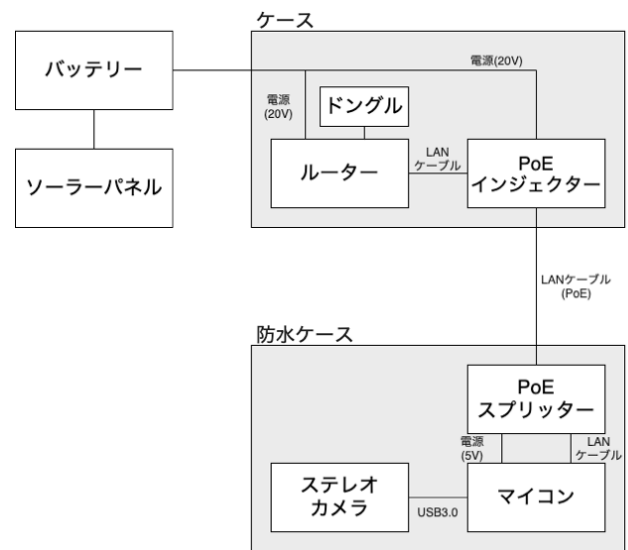 ケース
バッテリー
電源(20V)
電源
(20V)
ドングル
ルーター
LAN
ケーブル
PoE
インジェクター
ソーラーパネル
LANケーブル
(PoE)
防水ケース
PoE
スプリッター
電源
(5V)
LAN
ケーブル
ステレオ
カメラ
USB3.0
マイコン